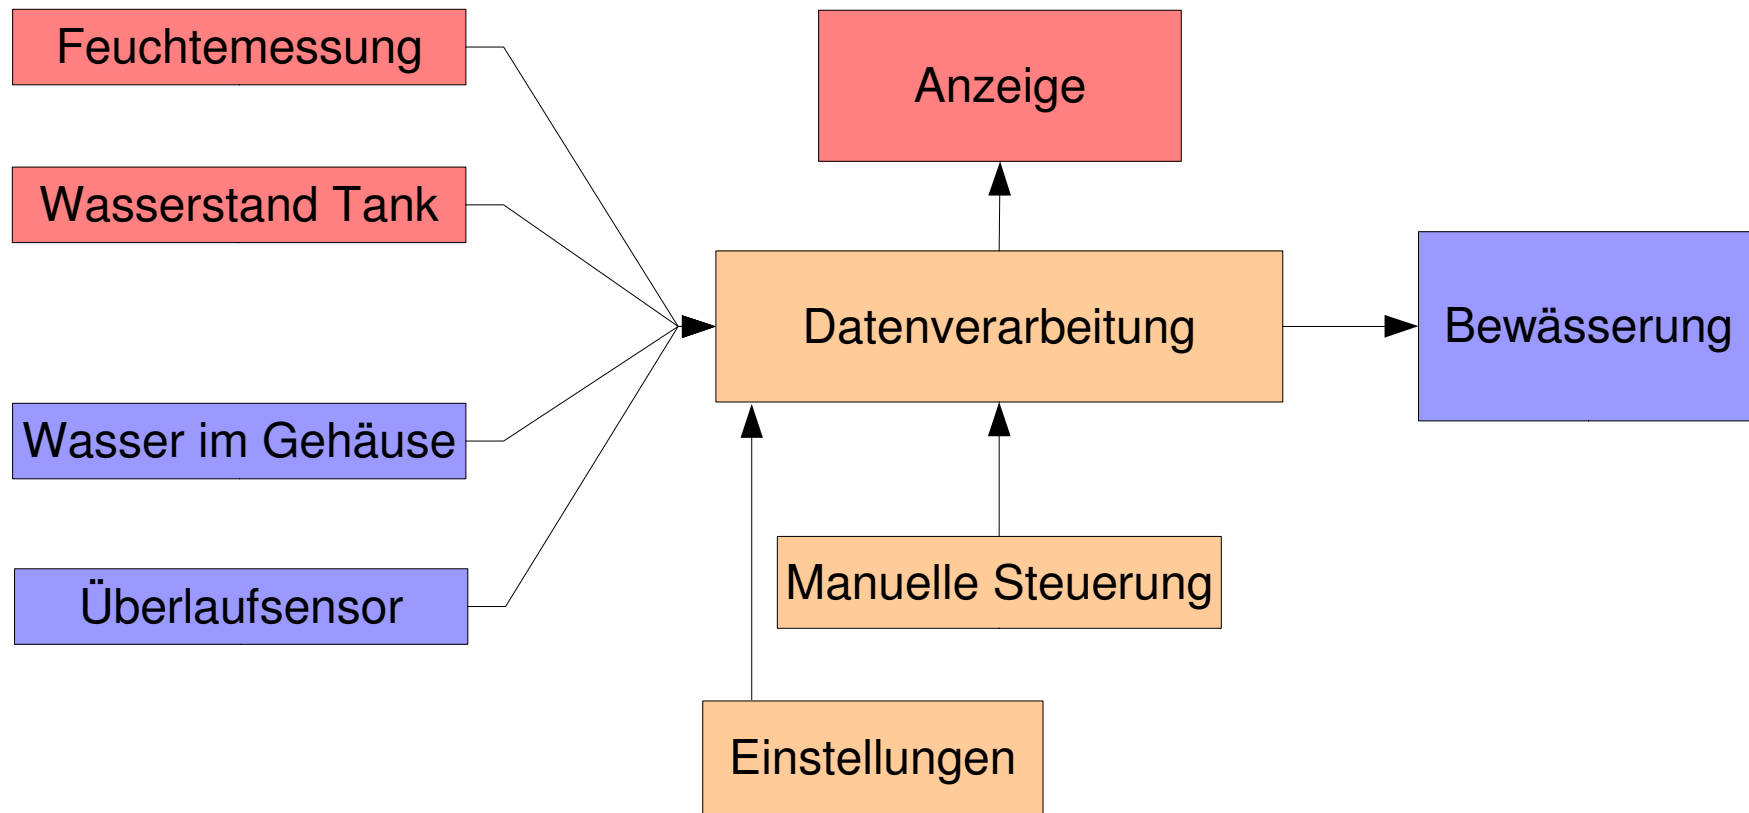 Feuchtemessung
Anzeige
Wasserstand Tank
Datenverarbeitung
Bewässerung
Wasser im Gehäuse
Manuelle Steuerung
Überlaufsensor
Einstellungen